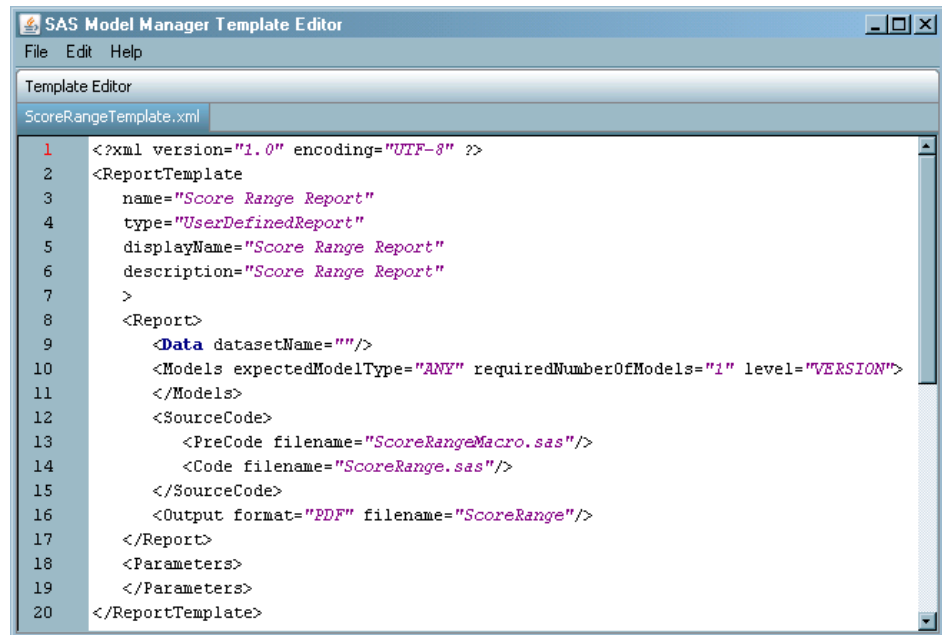 SAS Model Manager Template Editor
File Edit Help
Template Editor
ScoreRangeTemplate.xml
1 <?xml version="1.0" encoding="UTF-8" ?>
2 <ReportTemplate
3 name="Score Range Report"
4 type="UserDefinedReport"
5 displayName="Score Range Report"
6 description="Score Range Report"
7 >
8 <Report>
9 <Data datasetName=""/>
10 <Models expectedModelType="ANY" requiredNumberOfModels="1" level="VERSION">
11 </Models>
12 <SourceCode>
13 <PreCode filename="ScoreRangeMacro.sas"/>
14 <Code filename="ScoreRange.sas"/>
15 </SourceCode>
16 <Output format="PDF" filename="ScoreRange"/>
17 </Report>
18 <Parameters>
19 </Parameters>
20 </ReportTemplate>